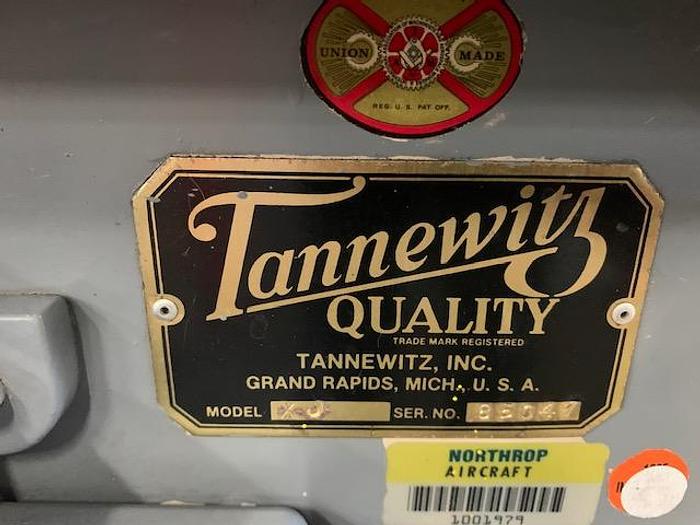 UNION MADE
REG. U. S. PAT OFF.
Tannewitz
QUALITY
TRADE MARK REGISTERED
TANNEWITZ, INC.
GRAND RAPIDS, MICH., U. S. A.
MODEL XJ SER. NO.
NORTHROP
AIRCRAFT
1001979